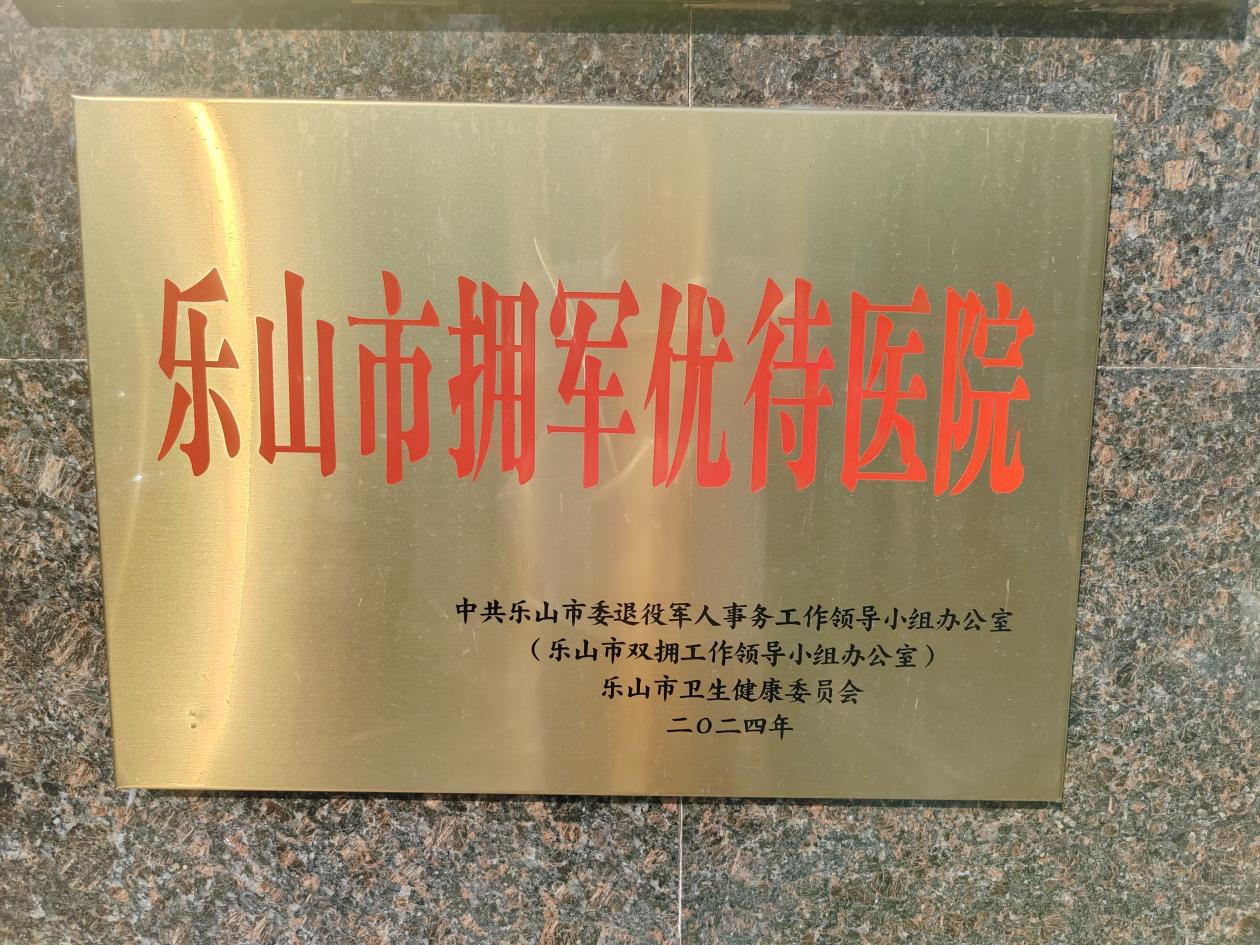 乐山市拥军优待医院
中共乐山市委退役军人事务工作领导小组办公室
（乐山市双拥工作领导小组办公室）
乐山市卫生健康委员会
二〇二四年